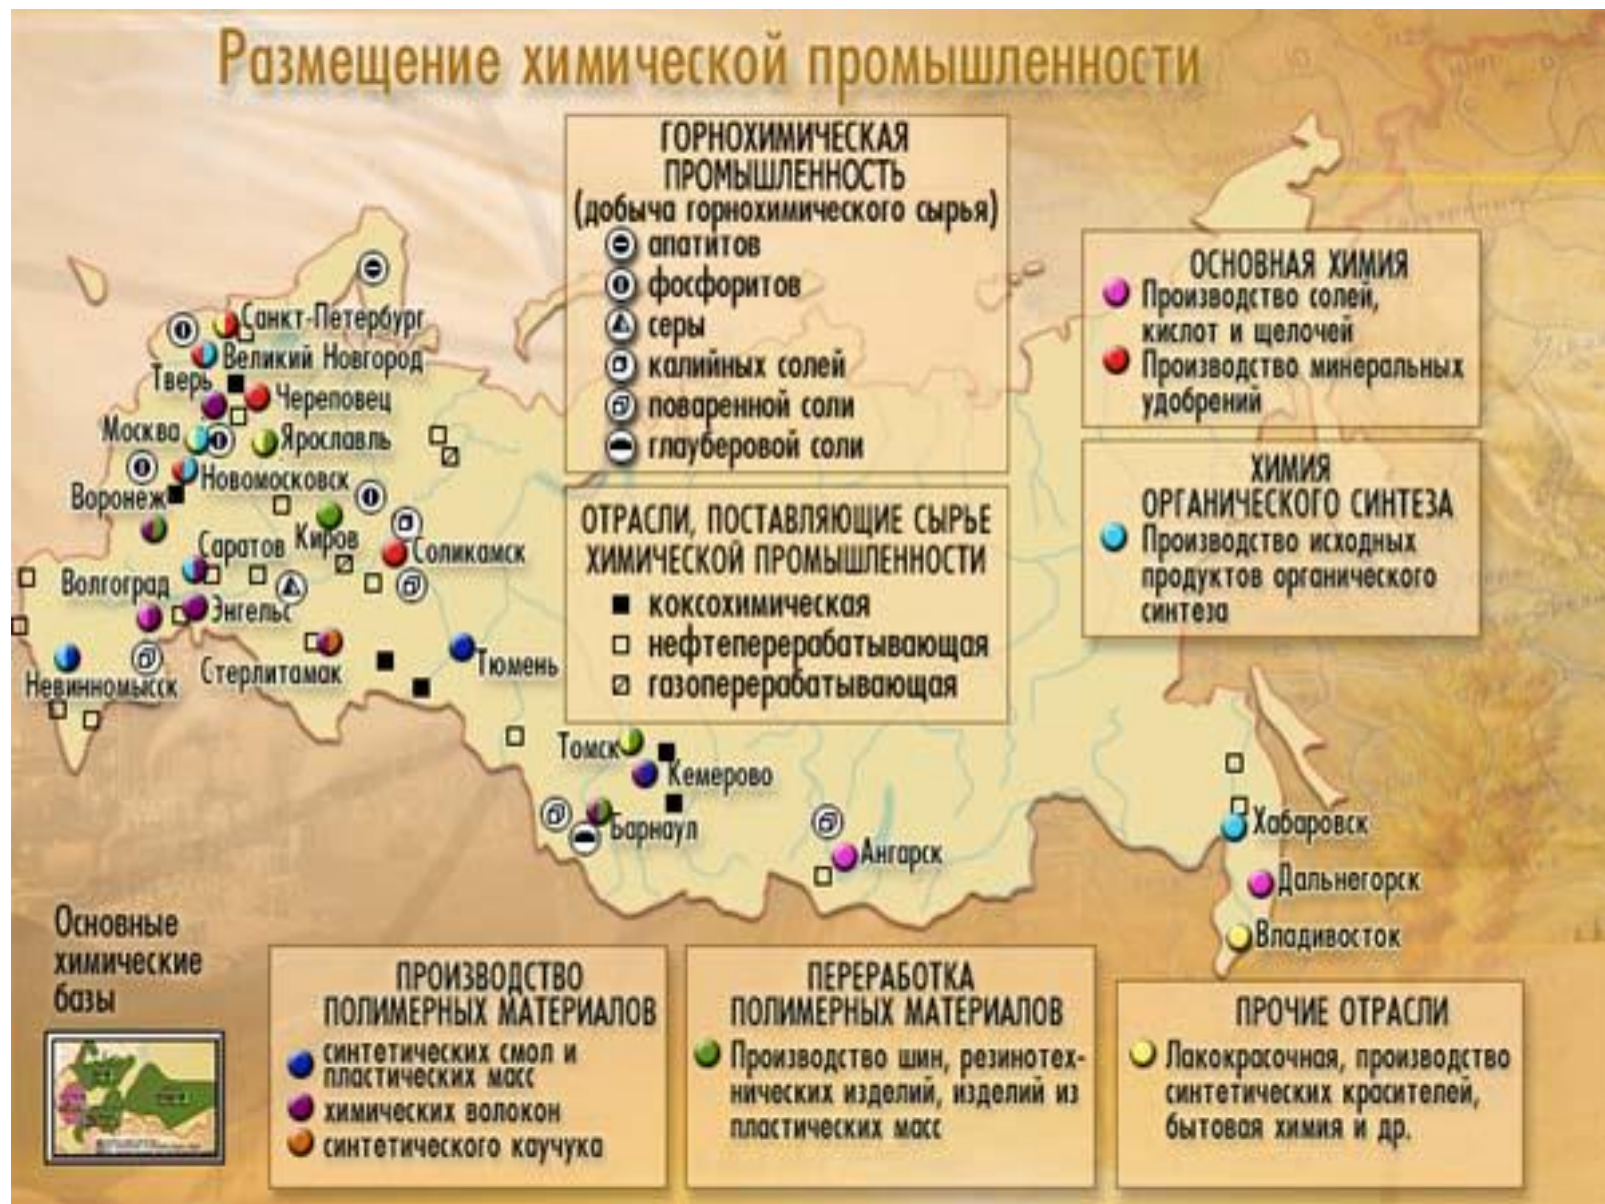 Размещение химической промышленности
ГОРНОХИМИЧЕСКАЯ
ПРОМЫШЛЕННОСТЬ
(добыча горнохимического сырья)
апатитов
фосфоритов
серы
калийных солей
поваренной соли
глауберовой соли
ОТРАСЛИ, ПОСТАВЛЯЮЩИЕ СЫРЬЕ
ХИМИЧЕСКОЙ ПРОМЫШЛЕННОСТИ
коксохимическая
нефтеперерабатывающая
газоперерабатывающая
ОСНОВНАЯ ХИМИЯ
Производство солей,
кислот и щелочей
Производство минеральных
удобрений
ХИМИЯ
ОРГАНИЧЕСКОГО СИНТЕЗА
Производство исходных
продуктов органического
синтеза
Санкт-Петербург
Великий Новгород
Тверь
Череповец
Москва
Ярославль
Новомосковск
Воронеж
Киров
Саратов
Соликамск
Волгоград
Энгельс
Стерлитамак
Тюмень
Невинномысск
Томск
Кемерово
Барнаул
Ангарск
Хабаровск
Дальнегорск
Владивосток
Основные
химические
базы
ПРОИЗВОДСТВО
ПОЛИМЕРНЫХ МАТЕРИАЛОВ
синтетических смол и
пластических масс
химических волокон
синтетического каучука
ПЕРЕРАБОТКА
ПОЛИМЕРНЫХ МАТЕРИАЛОВ
Производство шин, резинотех-
нических изделий, изделий из
пластических масс
ПРОЧИЕ ОТРАСЛИ
Лакокрасочная, производство
синтетических красителей,
бытовая химия и др.